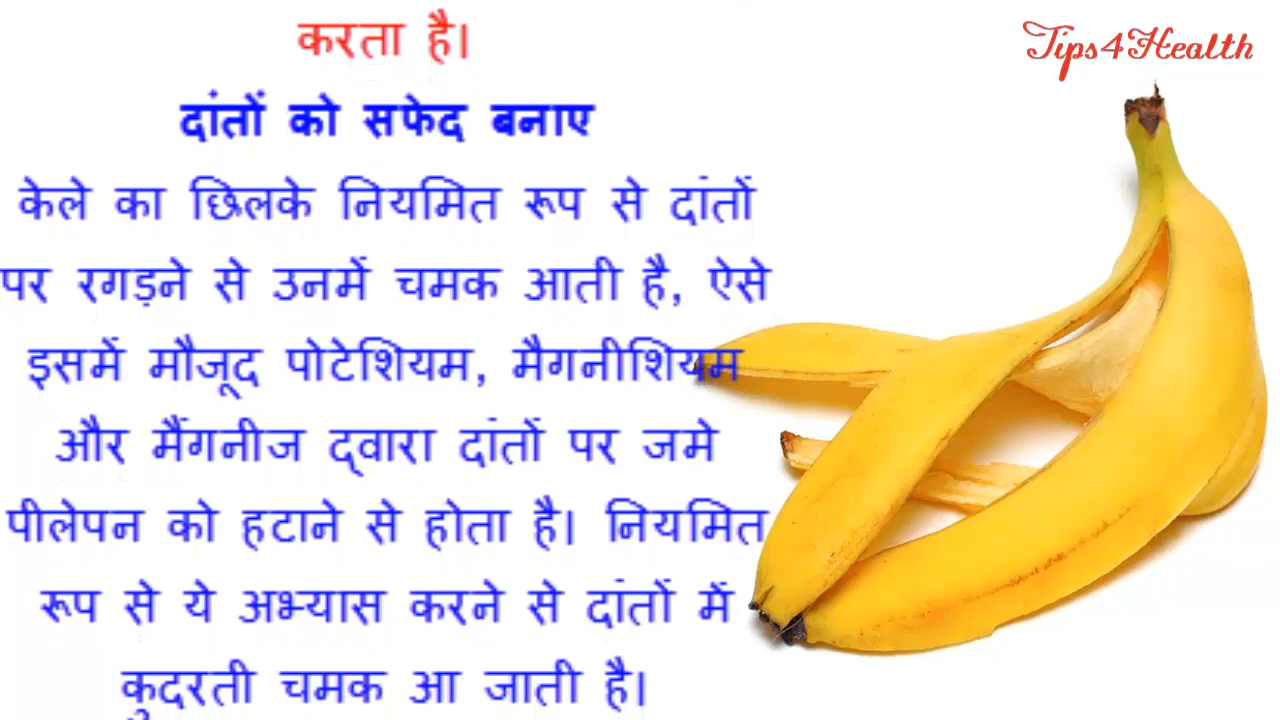 करता है।
Tips4Health
दांतों को सफेद बनाए
केले का छिलके नियमित रूप से दांतों
पर रगड़ने से उनमें चमक आती है, ऐसे
इसमें मौजूद पोटेशियम, मैगनीशियम
और मैंगनीज द्वारा दांतों पर जमे
पीलेपन को हटाने से होता है। नियमित
रूप से ये अभ्यास करने से दांतों में
कुदरती चमक आ जाती है।